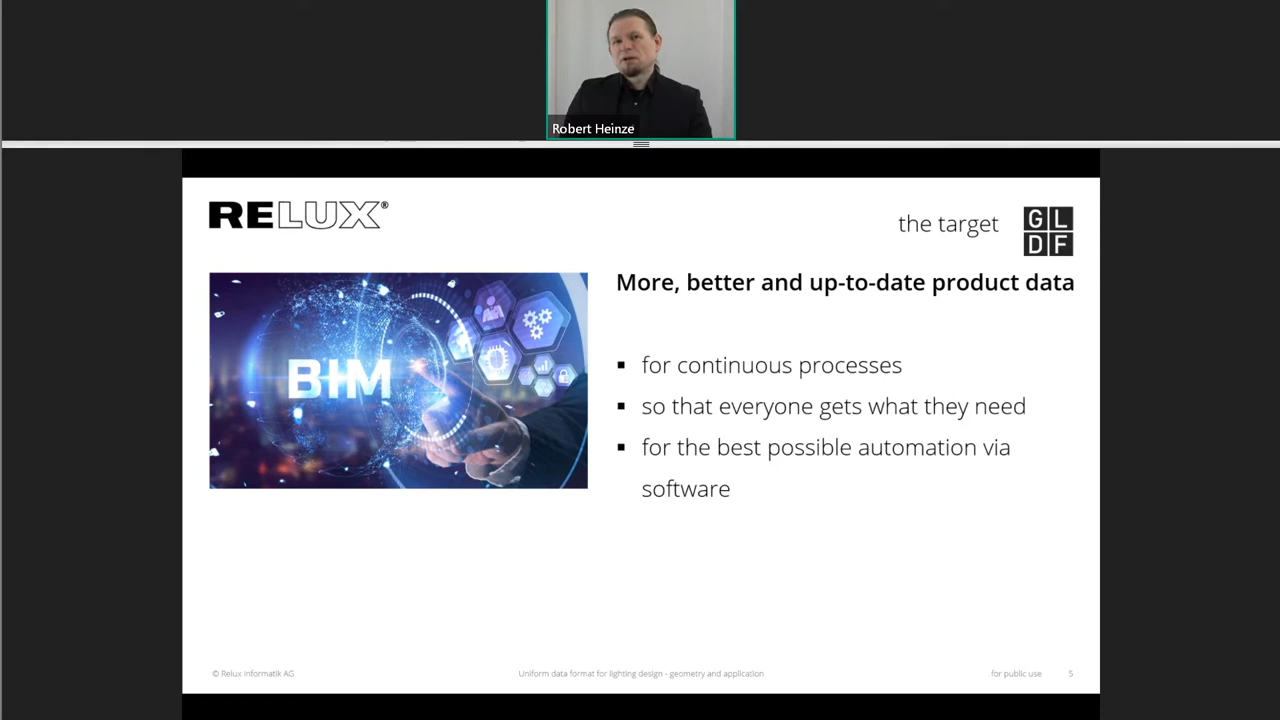 Robert Heinze
RELUX®
the target
GL
DF
More, better and up-to-date product data
BIM
▪ for continuous processes
▪ so that everyone gets what they need
▪ for the best possible automation via
software
© Relux Informatik AG
Uniform data format for lighting design - geometry and application
for public use
5